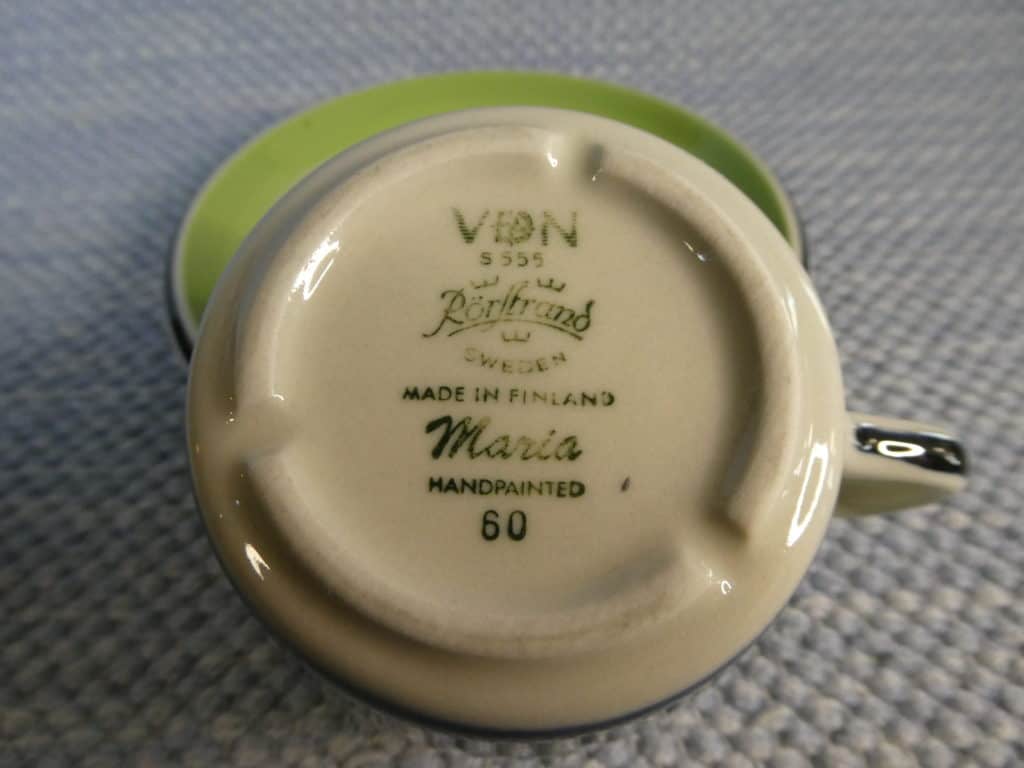 VDN
S 555
Rörstrand
SWEDEN
MADE IN FINLAND
Maria
HANDPAINTED
60